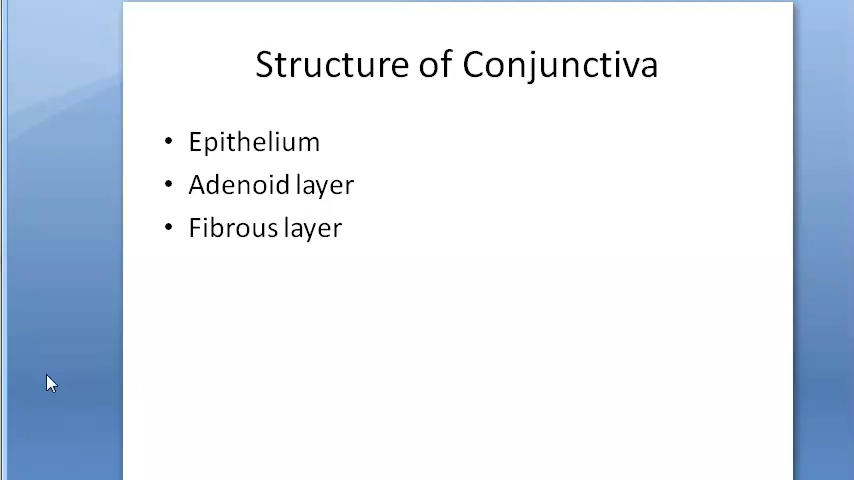 Structure of Conjunctiva
• Epithelium
• Adenoid layer
• Fibrous layer